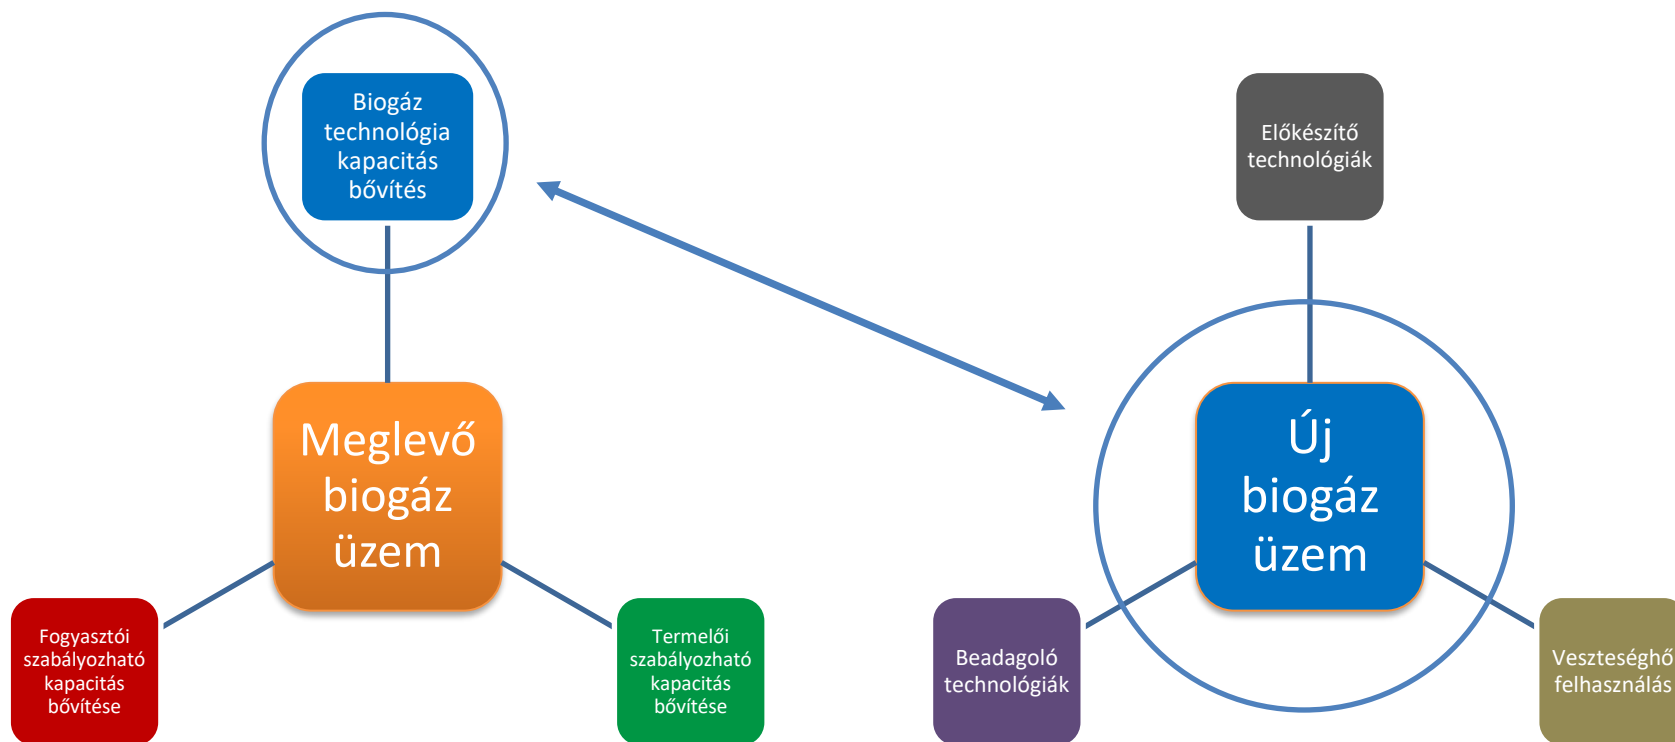 Biogáz
technológia
kapacitás
bővítés
Meglevő
biogáz
üzem
Fogyasztói
szabályozható
kapacitás
bővítése
Termelői
szabályozható
kapacitás
bővítése
Előkészítő
technológiák
Új
biogáz
üzem
Beadagoló
technológiák
Veszteséghő
felhasználás